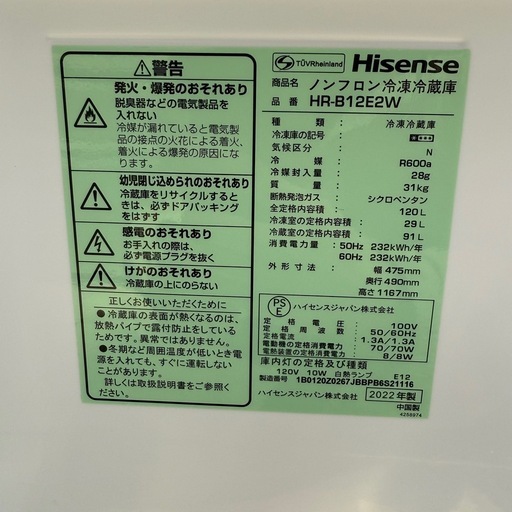 ⚠警告
発火・爆発のおそれあり
脱臭器などの電気製品を
入れない
冷媒が漏れていると電気製
品の接点の火花による着火、
着火による発火の原因にな
ります。
幼児閉じ込められのおそれあり
冷蔵庫をリサイクルすると
きは、必ずドアパッキング
をはずす
感電のおそれあり
お手入れの際は、
必ず電源プラグを抜く
けがのおそれあり
冷蔵庫の上にのらない
正しくお使いいただくために
●冷蔵庫の表面が熱くなるのは、
放熱パイプで露付き防止をしている
ためです。異常ではありません。
●冬期など周囲温度が低いとき電
源を入れても、すぐに運転しない
ことがあります。
詳しくは取扱説明書をご参照くだ
さい。
TÜVRheinland Hisense
商品名 ノンフロン冷凍冷蔵庫
品番 HR-B12E2W
種類 : 冷凍冷蔵庫
冷凍庫の記号 :
気候区分 : N
冷媒 : R600a
冷媒封入量 : 28g
質量 : 31kg
断熱発泡ガス : シクロペンタン
全定格内容積 : 120L
冷凍室の定格内容積 : 29L
冷蔵室の定格内容積 : 91L
消費電力量 : 50Hz 232kWh/年
60Hz 232kWh/年
外形寸法 : 幅475mm
奥行490mm
高さ1167mm
PS E ハイセンスジャパン株式会社
定格電圧 : 100V
定格周波数 : 50/60Hz
定格電流 : 1.3A/1.3A
電動機の定格消費電力 : 70/70W
電熱装置の定格消費電力 : 8/8W
庫内灯の定格及び種類
120V 10W 白熱ランプ E12
製造番号 1B0120Z0267JBBPB6S21116
ハイセンスジャパン株式会社 2022年製
中国製
4258974